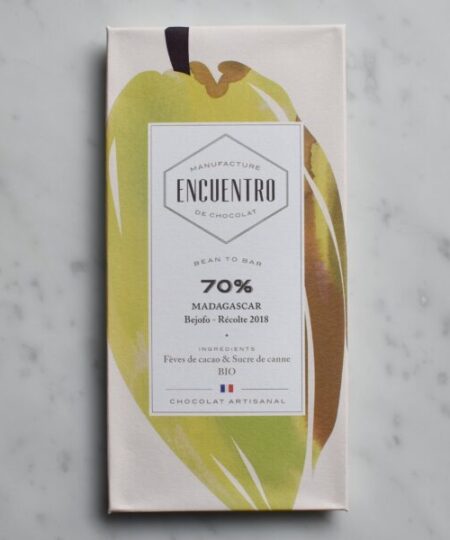 MANUFACTURE
ENCUENTRO
DE CHOCOLAT
BEAN TO BAR
70%
MADAGASCAR
Bejofo - Récolte 2018
INGRÉDIENTS
Fèves de cacao & Sucre de canne
BIO
CHOCOLAT ARTISANAL